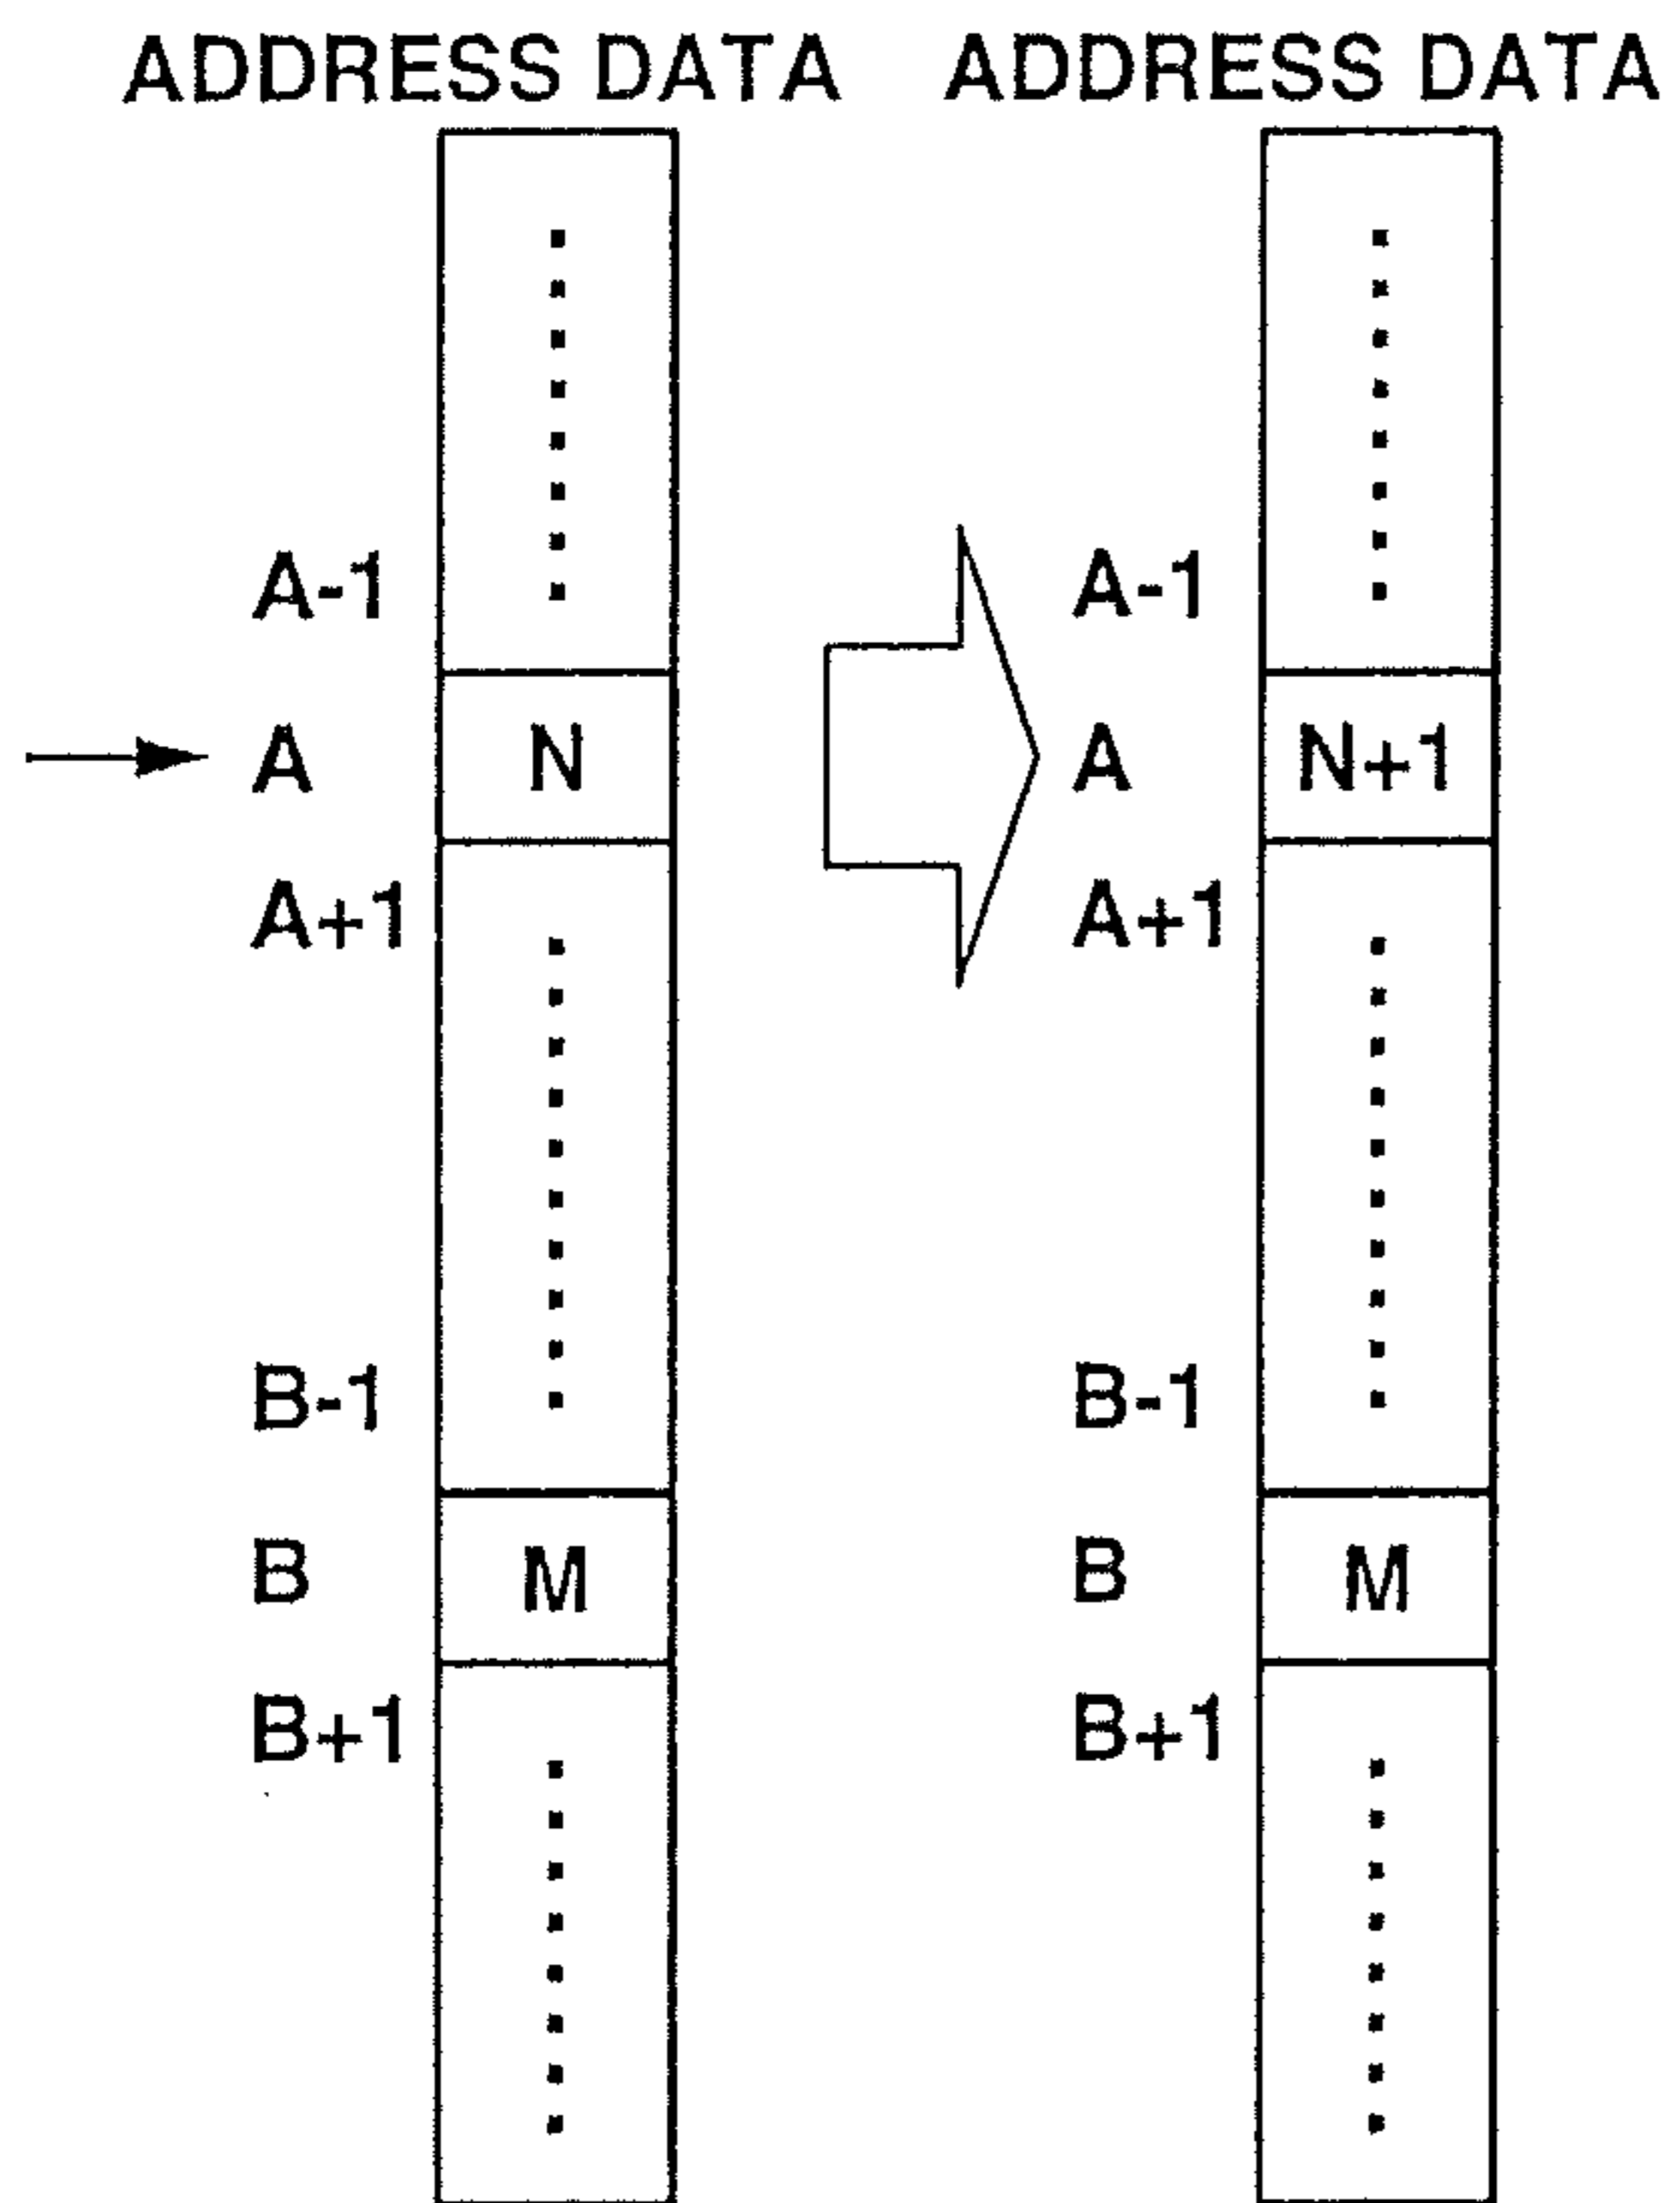 ADDRESS DATA ADDRESS DATA
A-1 A-1
A N A N+1
A+1 A+1
B-1 B-1
B M B M
B+1 B+1